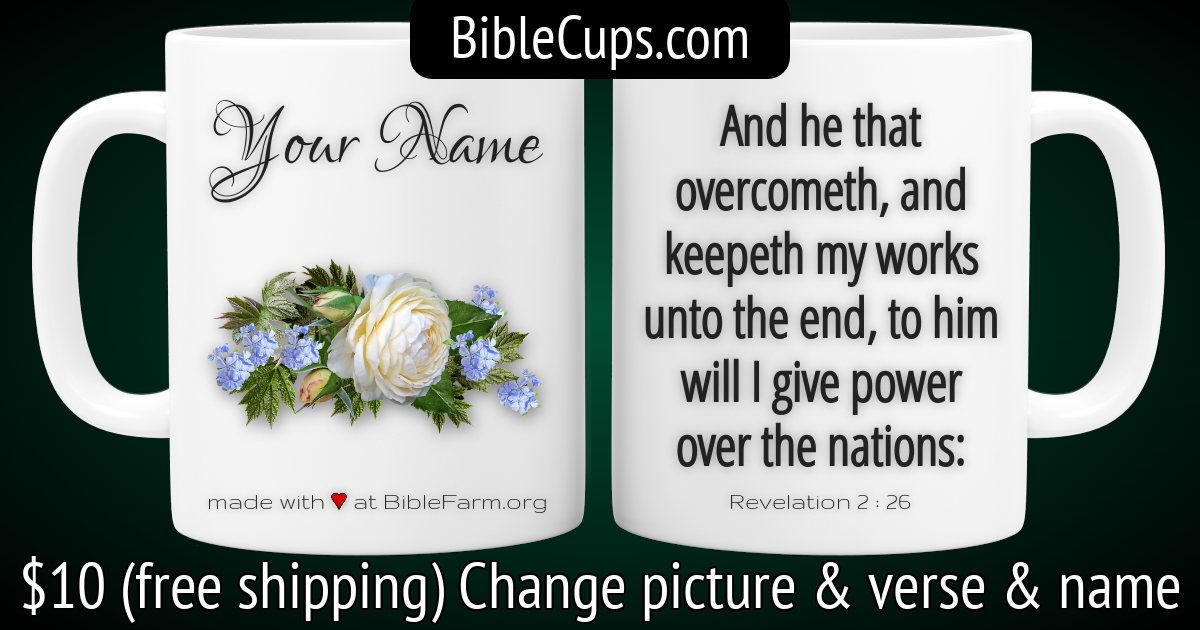 BibleCups.com
Your Name
made with ♥ at BibleFarm.org
And he that
overcometh, and
keepeth my works
unto the end, to him
will I give power
over the nations:
Revelation 2 : 26
$10 (free shipping) Change picture & verse & name